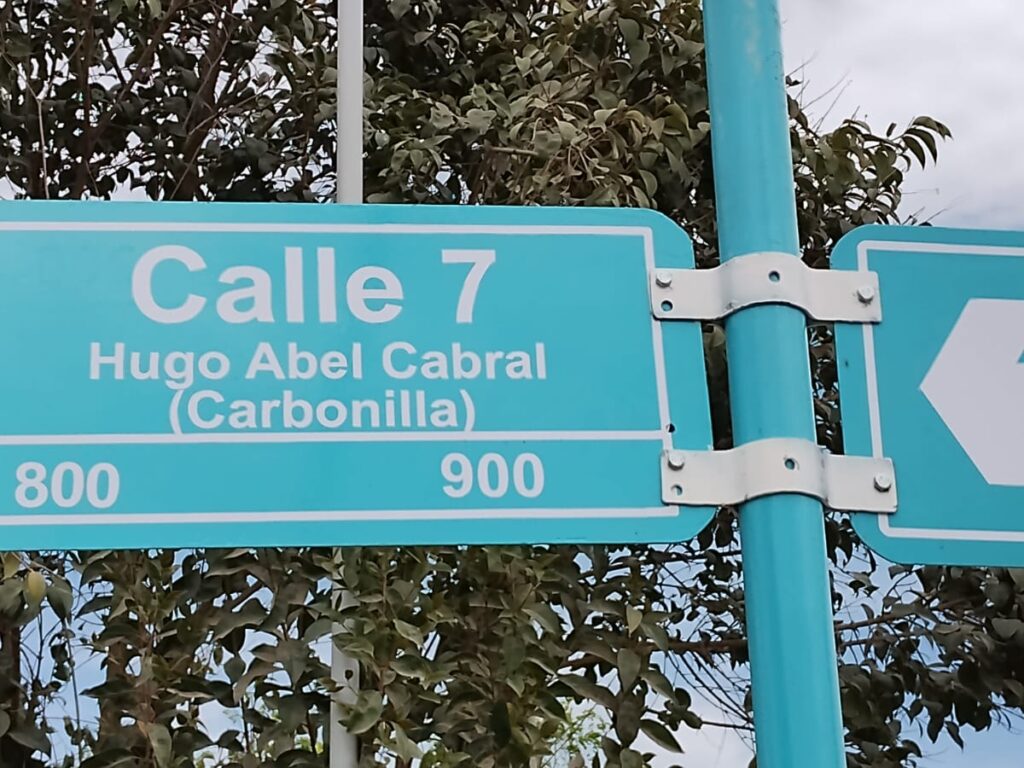 Calle 7
Hugo Abel Cabral
(Carbonilla)
800 900